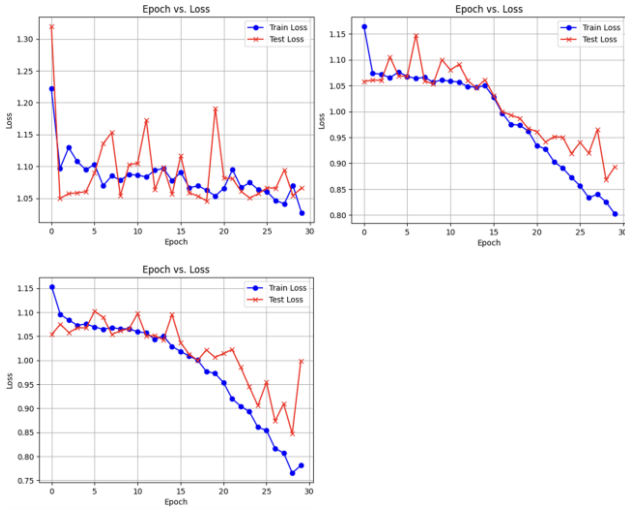 Epoch vs. Loss
Train Loss
Test Loss
1.30
1.25
1.20
1.15
1.10
1.05
Loss
0 5 10 15 20 25 30
Epoch
Epoch vs. Loss
Train Loss
Test Loss
1.15
1.10
1.05
1.00
0.95
0.90
0.85
0.80
Loss
0 5 10 15 20 25 30
Epoch
Epoch vs. Loss
Train Loss
Test Loss
1.15
1.10
1.05
1.00
0.95
0.90
0.85
0.80
0.75
Loss
0 5 10 15 20 25 30
Epoch